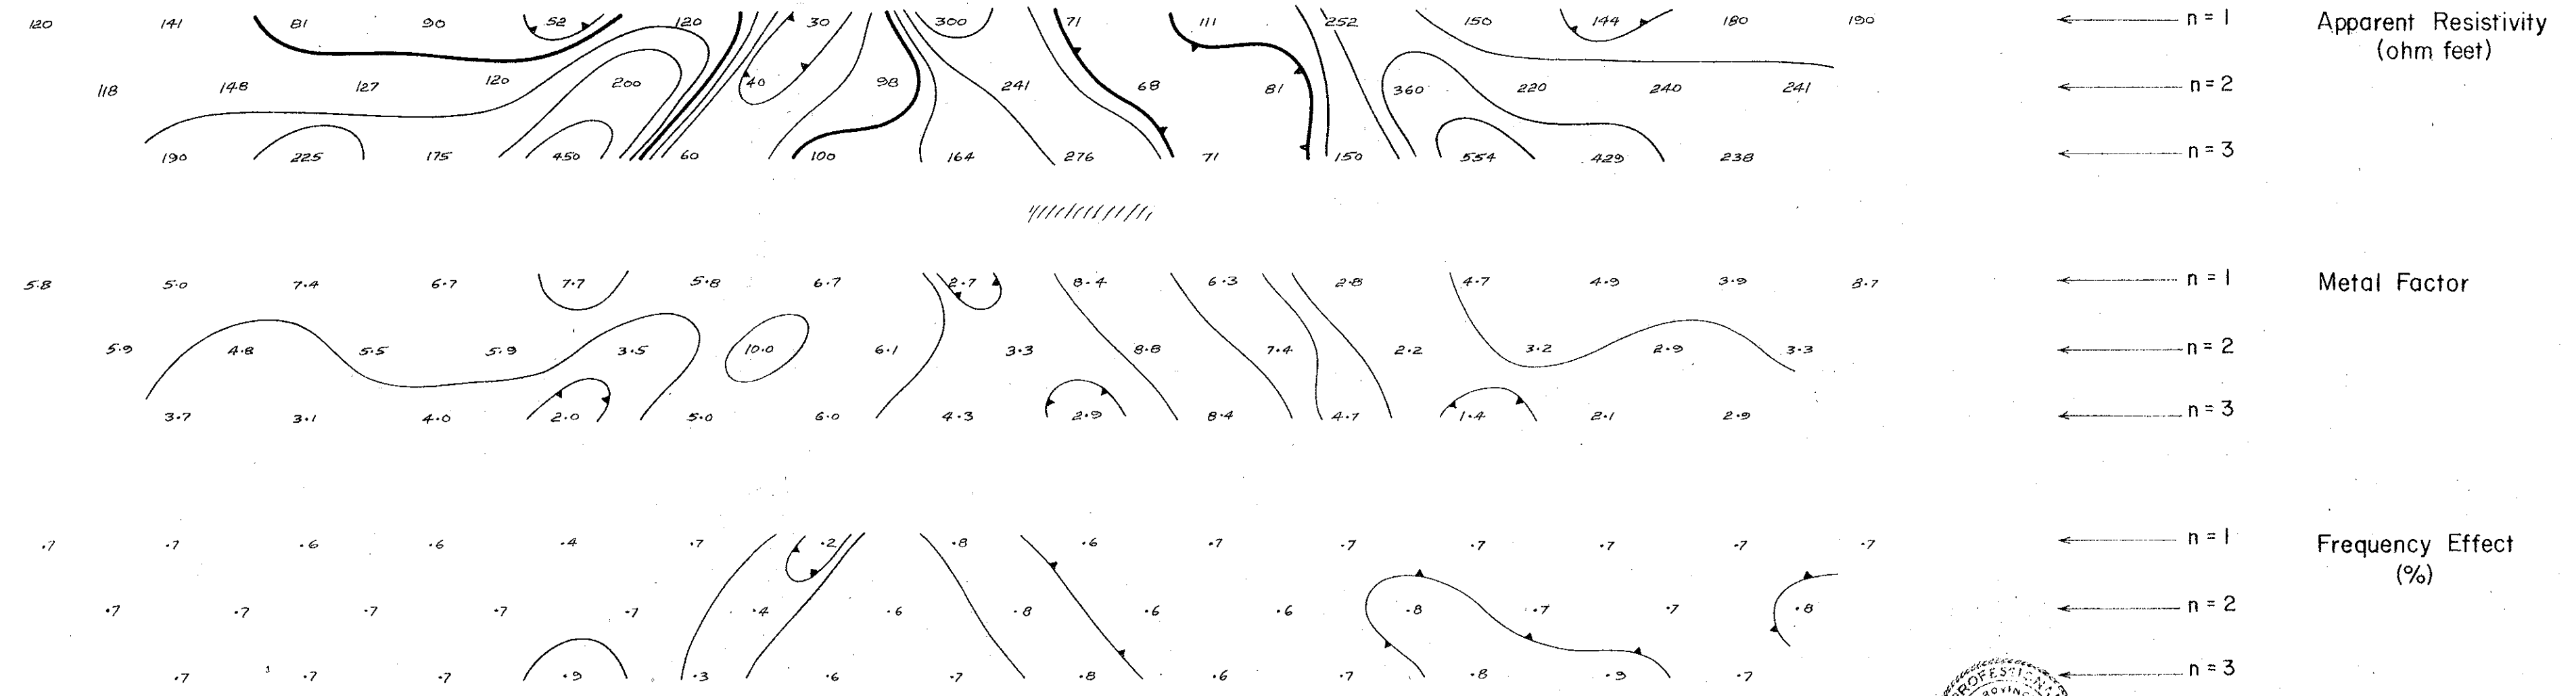 120 141 81 90 52 120 30 300 71 111 252 150 144 180 190 n = 1 Apparent Resistivity
(ohm feet)
118 148 127 120 200 40 98 241 68 81 360 220 240 241 n = 2
190 225 175 450 60 100 164 276 71 150 554 429 238 n = 3
5.8 5.0 7.4 6.7 7.7 5.8 6.7 2.7 8.4 6.3 2.8 4.7 4.9 3.9 3.7 n = 1 Metal Factor
5.9 4.8 5.5 5.9 3.5 10.0 6.1 3.3 8.8 7.4 2.2 3.2 2.9 3.3 n = 2
3.7 3.1 4.0 2.0 5.0 6.0 4.3 2.9 8.4 4.7 1.4 2.1 2.9 n = 3
.7 .7 .6 .6 .4 .7 .2 .8 .6 .7 .7 .7 .7 .7 .7 n = 1 Frequency Effect
(%)
.7 .7 .7 .7 .7 .4 .6 .8 .6 .6 .8 .7 .7 .8 n = 2
.7 .7 .7 .9 .3 .6 .7 .8 .6 .7 .8 .9 .7 n = 3